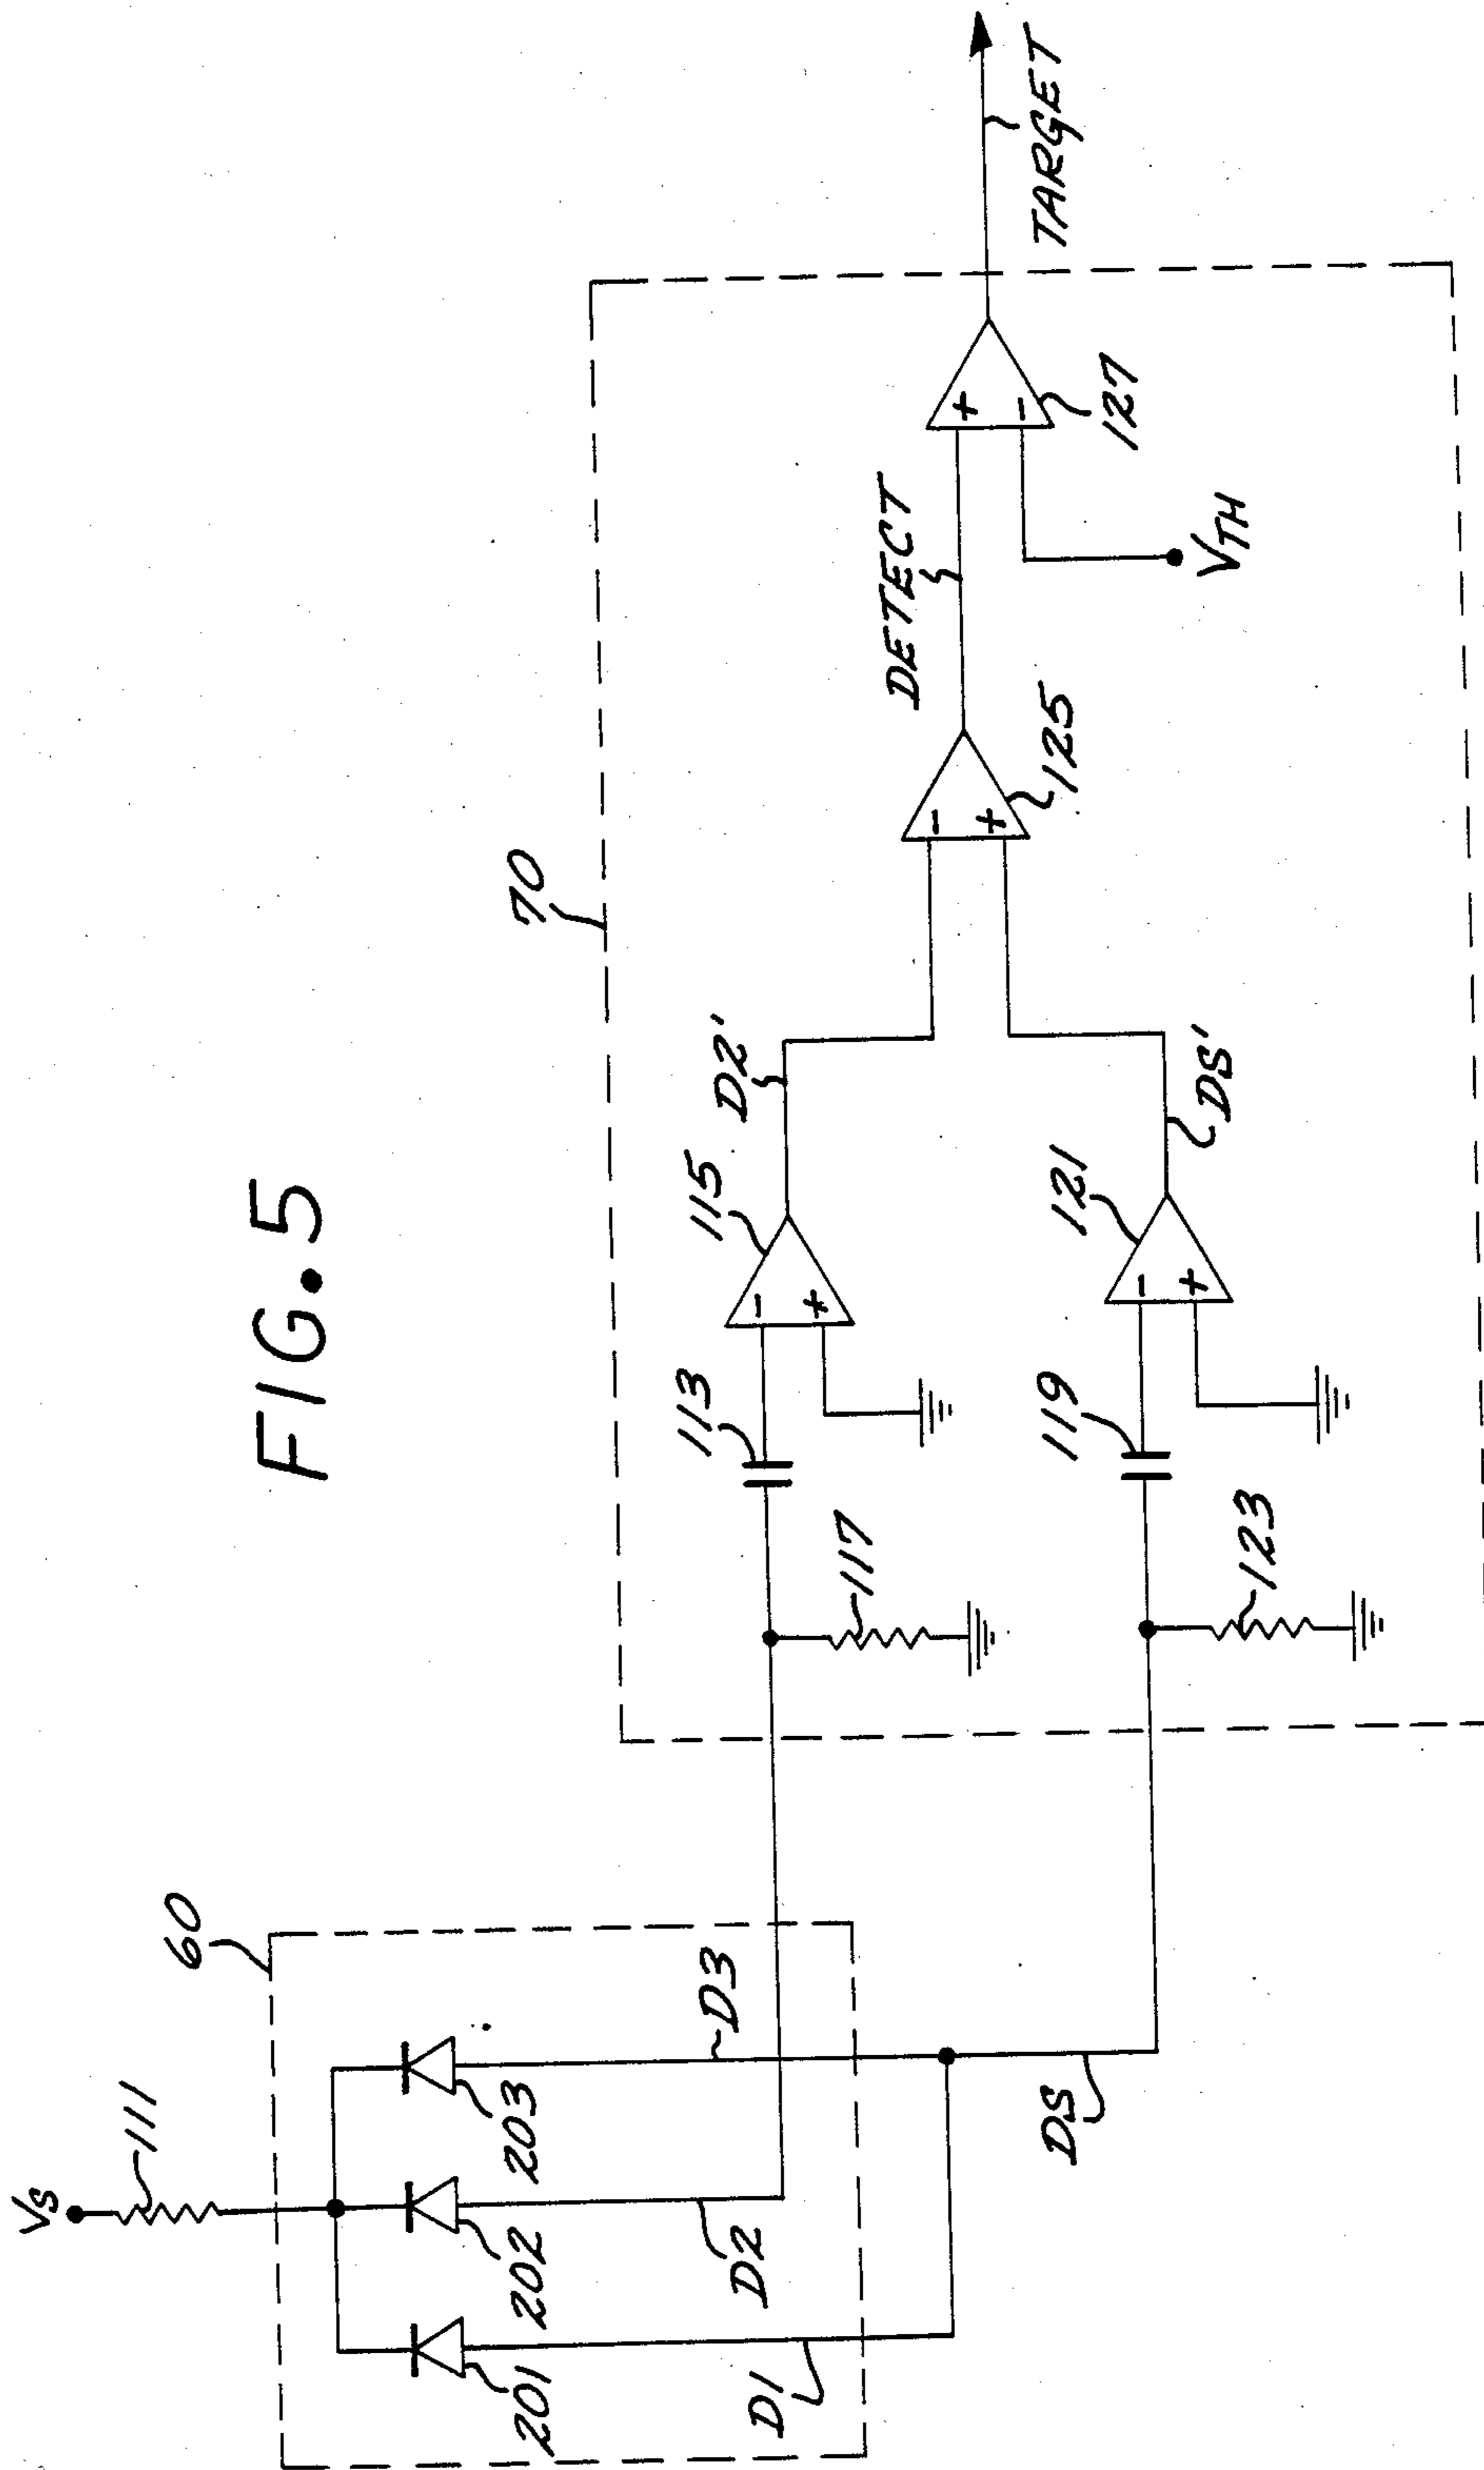 FIG. 5
VS
111
60
201
202
203
D1
D2
D3
DS
70
113
115
117
D2'
119
121
123
DS'
-
+
-
+
-
+
125
DETECT
+
-
127
VTH
TARGET